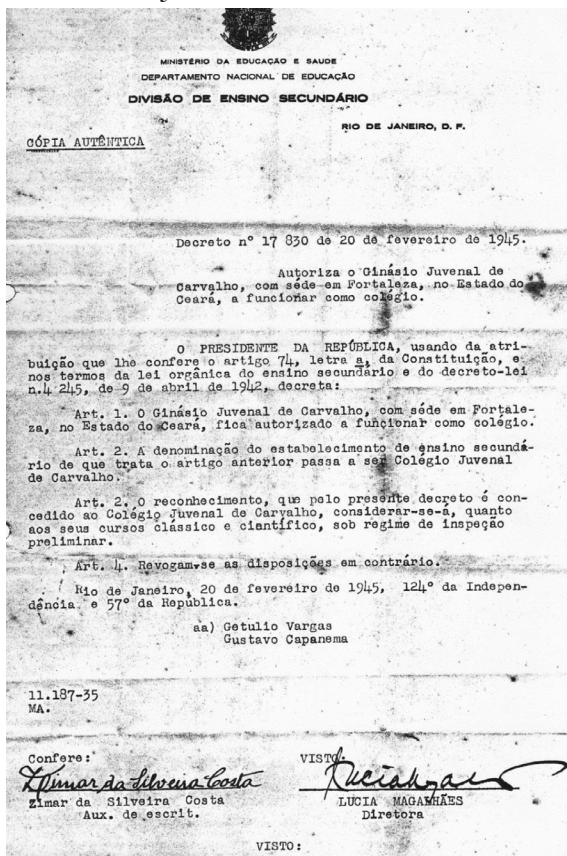 MINISTÉRIO DA EDUCAÇÃO E SAUDE
DEPARTAMENTO NACIONAL DE EDUCAÇÃO
DIVISÃO DE ENSINO SECUNDÁRIO
RIO DE JANEIRO, D. F.
CÓPIA AUTÊNTICA
Decreto nº 17 830 de 20 de fevereiro de 1945.
Autoriza o Ginásio Juvenal de
Carvalho, com séde em Fortaleza, no Estado do
Ceará, a funcionar como colégio.
O PRESIDENTE DA REPÚBLICA, usando da atri-
buição que lhe confere o artigo 74, letra a, da Constituição, e
nos termos da lei orgânica do ensino secundário e do decreto-lei
n.4 245, de 9 de abril de 1942, decreta:
Art. 1. O Ginásio Juvenal de Carvalho, com séde em Fortale-
za, no Estado do Ceará, fica autorizado a funcionar como colégio.
Art. 2. A denominação do estabelecimento de ensino secundá-
rio de que trata o artigo anterior passa a ser Colégio Juvenal
de Carvalho.
Art. 2. O reconhecimento, que pelo presente decreto é con-
cedido ao Colégio Juvenal de Carvalho, considerar-se-á, quanto
aos seus cursos clássico e científico, sob regime de inspeção
preliminar.
Art. 4. Revogam-se as disposições em contrário.
Rio de Janeiro, 20 de fevereiro de 1945, 124º da Indepen-
dência e 57º da República.
aa) Getulio Vargas
Gustavo Capanema
11.187-35
MA.
Confere:
VISTO:
Zimar da Silveira Costa
Zimar da Silveira Costa
LUCIA MAGALHÃES
Aux. de escrit.
Diretora
VISTO: